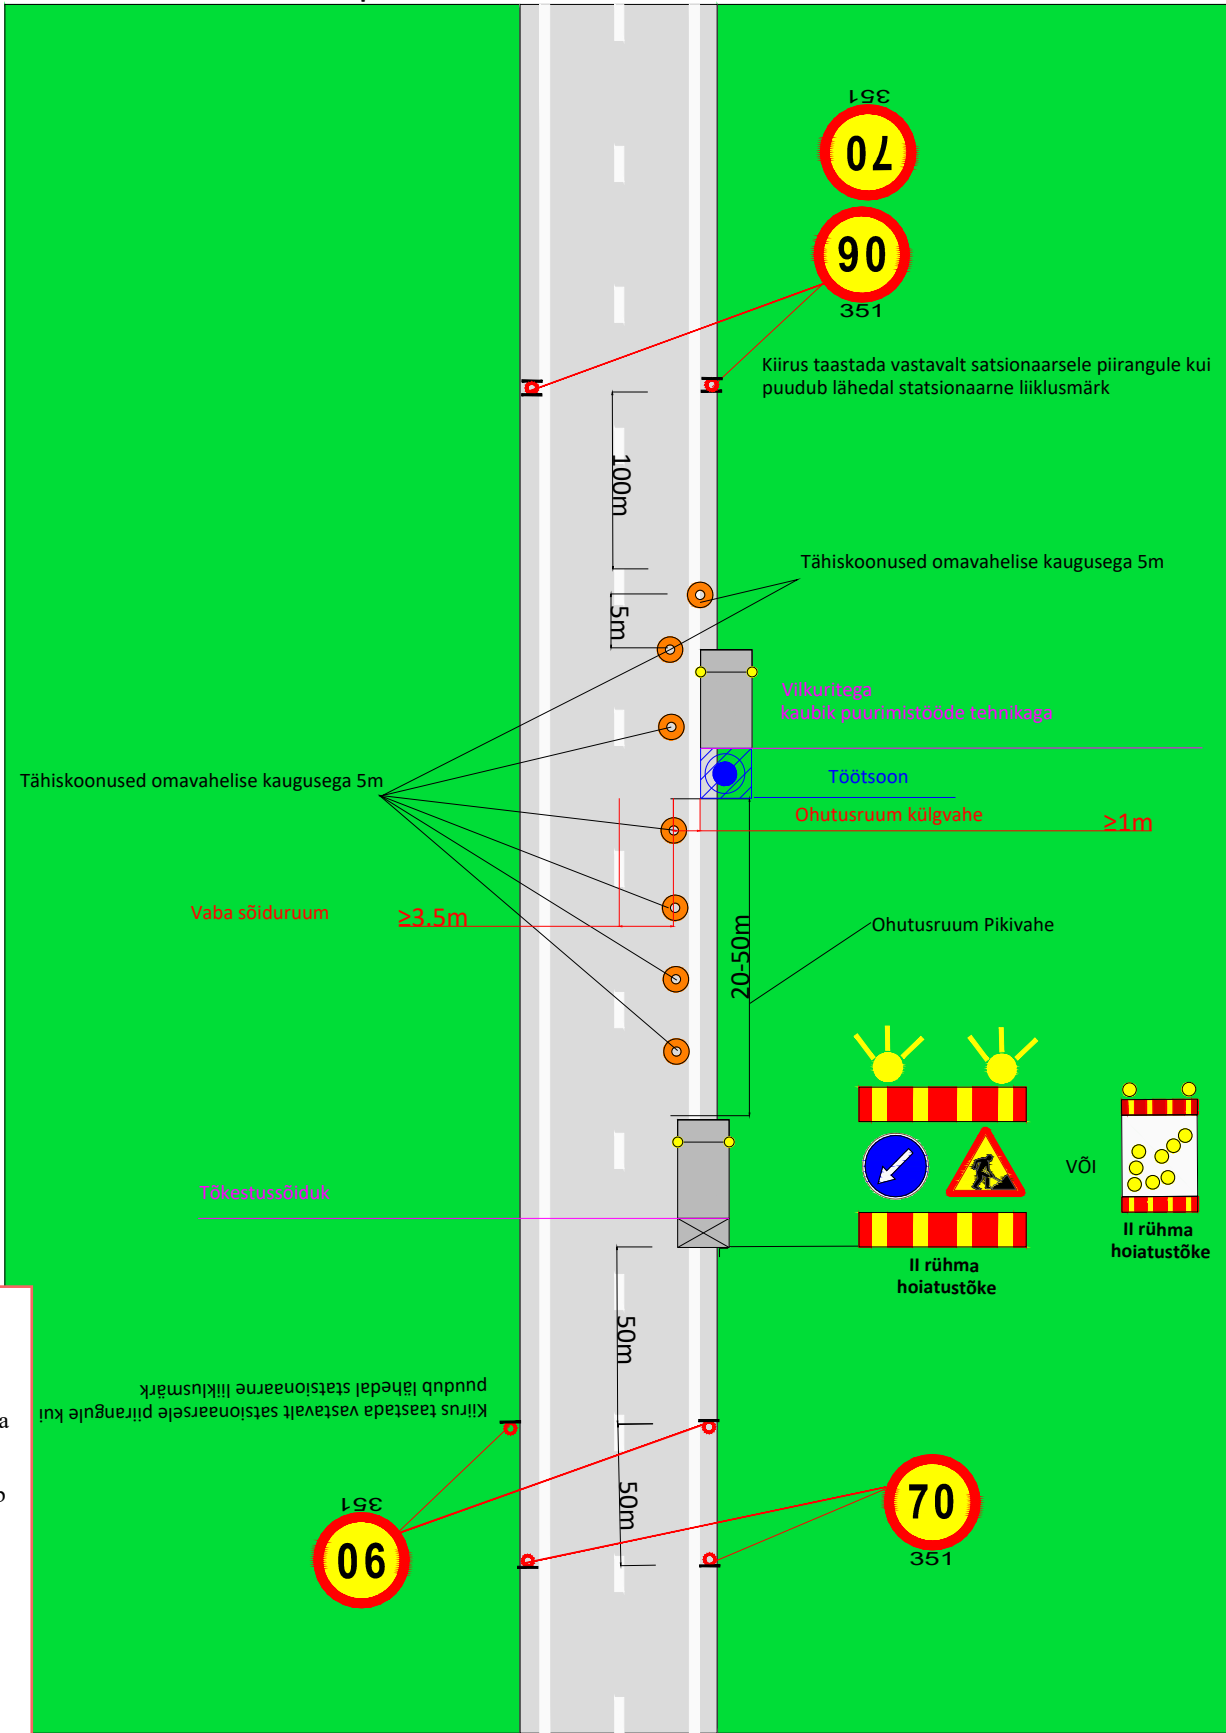 351
70
90
351
Kiirus taastada vastavalt satsionaarsele piirangule kui
puudub lähedal statsionaarne liiklusmärk
100m
Tähiskoonused omavahelise kaugusega 5m
5m
Vilkuritega
kaubik puurimistööde tehnikaga
Töötsoon
Tähiskoonused omavahelise kaugusega 5m
Ohutusruum külgvahe ≥1m
Vaba sõiduruum ≥3.5m
Ohutusruum Pikivahe
20-50m
VÕI
Tõkestussõiduk
II rühma
hoiatustõke
II rühma
hoiatustõke
50m
Kiirus taastada vastavalt satsionaarsele piirangule kui
puudub lähedal statsionaarne liiklusmärk
a
50m
70
351
351
90